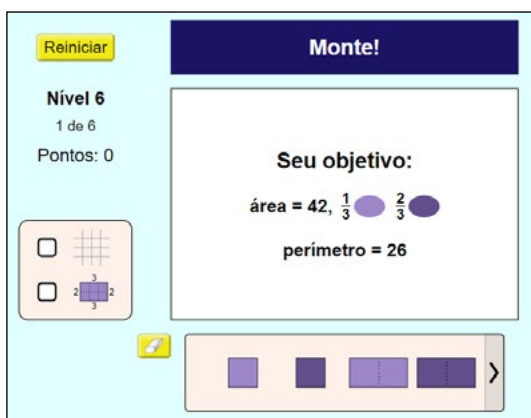 Reiniciar
Monte!
Nível 6
1 de 6
Pontos: 0
Seu objetivo:
área = 42, 1/3 2/3
perímetro = 26
3
2 2
3